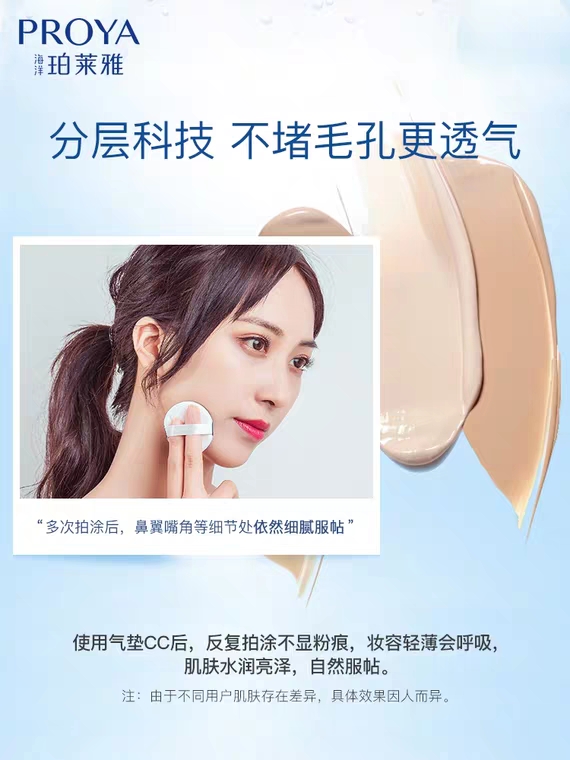 PROYA
海洋 珀莱雅
分层科技 不堵毛孔更透气
“多次拍涂后，鼻翼嘴角等细节处依然细腻服帖”
使用气垫CC后，反复拍涂不显粉痕，妆容轻薄会呼吸，
肌肤水润亮泽，自然服帖。
注：由于不同用户肌肤存在差异，具体效果因人而异。